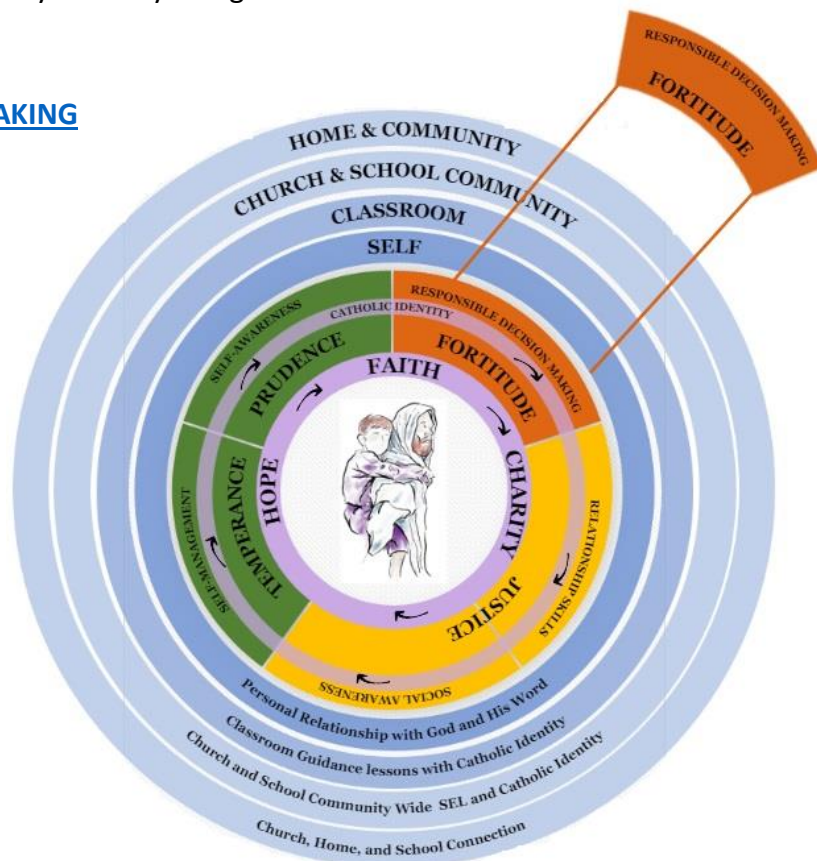 AKING
RESPONSIBLE DECISION MAKING
FORTITUDE
HOME & COMMUNITY
CHURCH & SCHOOL COMMUNITY
CLASSROOM
SELF
SELF-AWARENESS
CATHOLIC IDENTITY
RESPONSIBLE DECISION MAKING
PRUDENCE
FORTITUDE
FAITH
HOPE
CHARITY
TEMPERANCE
SELF-MANAGEMENT
JUSTICE
RELATIONSHIP SKILLS
SOCIAL AWARENESS
Personal Relationship with God and His Word
Classroom Guidance lessons with Catholic Identity
Church and School Community Wide SEL and Catholic Identity
Church, Home, and School Connection